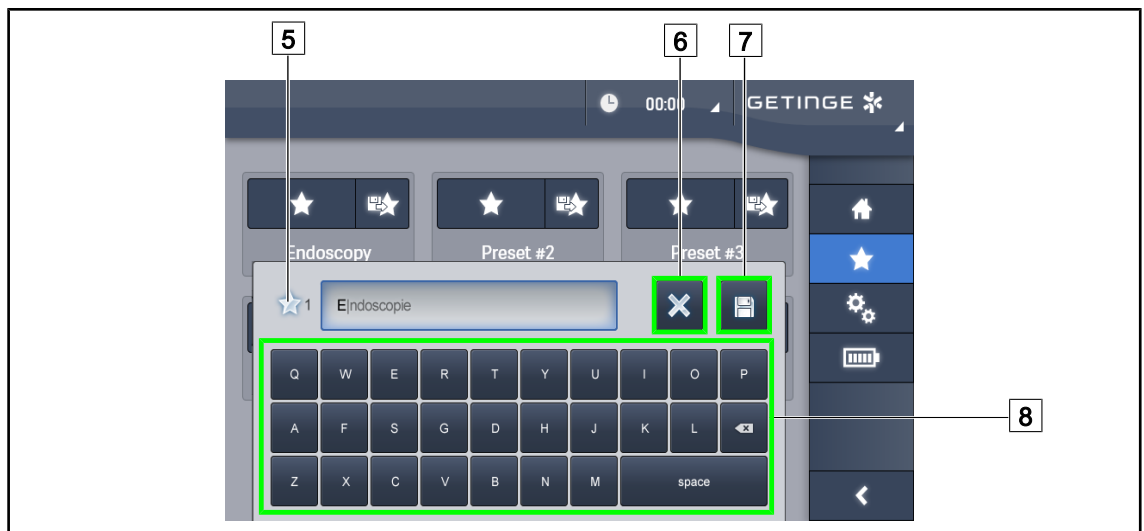 5 6 7
00:00 GETINGE
Endoscopy Preset #2 Preset #3
1 E|ndoscopie
Q W E R T Y U I O P
A F S G D H J K L
8
Z X C V B N M space